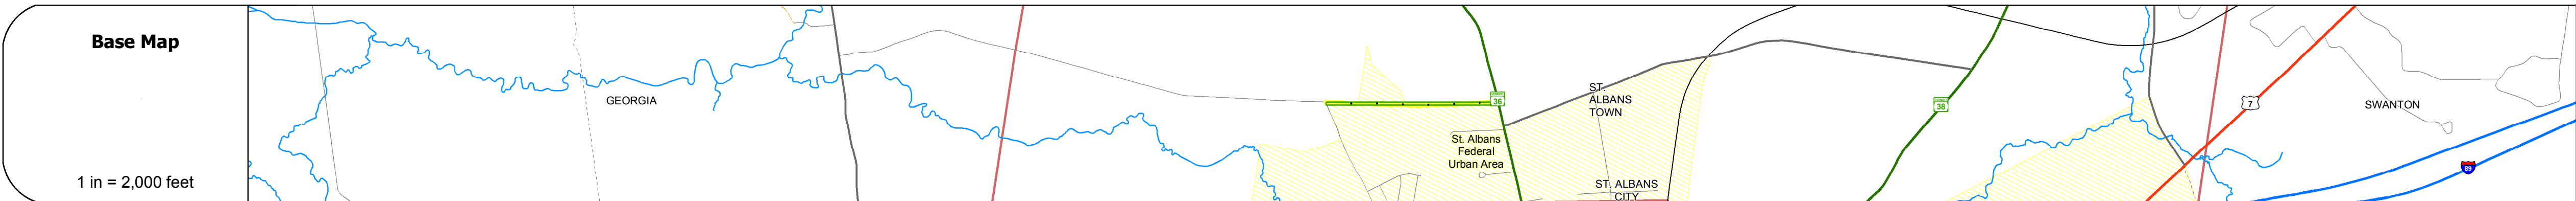 Base Map
1 in = 2,000 feet
GEORGIA
36
ST.
ALBANS
TOWN
St. Albans
Federal
Urban Area
ST. ALBANS
CITY
38
7
SWANTON
89